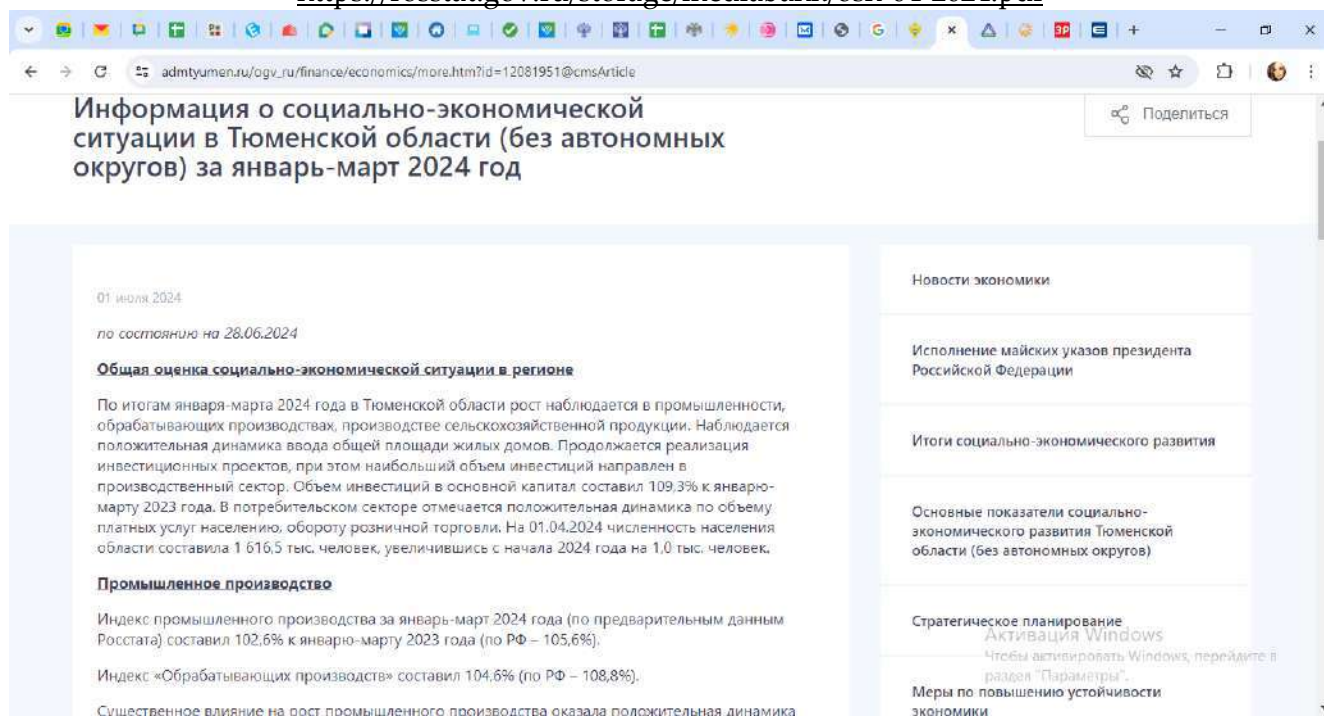 admtyumen.ru/ogv_ru/finance/economics/more.htm?id=12081951@cmsArticle
Информация о социально-экономической
ситуации в Тюменской области (без автономных
округов) за январь-март 2024 год
Поделиться
01 июля 2024
по состоянию на 28.06.2024
Общая оценка социально-экономической ситуации в регионе
По итогам января-марта 2024 года в Тюменской области рост наблюдается в промышленности,
обрабатывающих производствах, производстве сельскохозяйственной продукции. Наблюдается
положительная динамика ввода общей площади жилых домов. Продолжается реализация
инвестиционных проектов, при этом наибольший объем инвестиций направлен в
производственный сектор. Объем инвестиций в основной капитал составил 109,3% к январю-
марту 2023 года. В потребительском секторе отмечается положительная динамика по объему
платных услуг населению, обороту розничной торговли. На 01.04.2024 численность населения
области составила 1 616,5 тыс. человек, увеличившись с начала 2024 года на 1,0 тыс. человек.
Промышленное производство
Индекс промышленного производства за январь-март 2024 года (по предварительным данным
Росстата) составил 102,6% к январю-марту 2023 года (по РФ – 105,6%).
Индекс «Обрабатывающих производств» составил 104,6% (по РФ – 108,8%).
Существенное влияние на рост промышленного производства оказала положительная динамика
Новости экономики
Исполнение майских указов президента
Российской Федерации
Итоги социально-экономического развития
Основные показатели социально-
экономического развития Тюменской
области (без автономных округов)
Стратегическое планирование
Активация Windows
Чтобы активировать Windows, перейдите в
раздел "Параметры".
Меры по повышению устойчивости
экономики